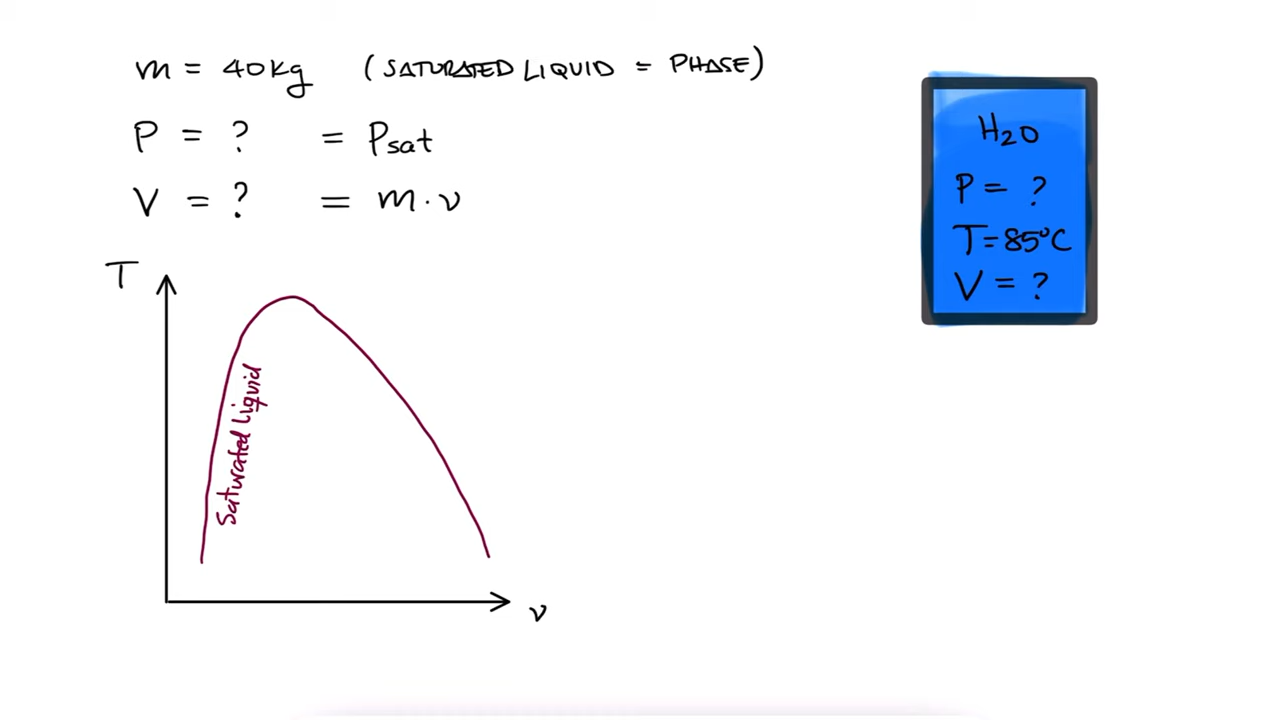 m = 40kg (SATURATED LIQUID = PHASE)
P = ? = Psat
V = ? = m·v
H2O
P = ?
T=85°C
V = ?
T
Saturated Liquid
v